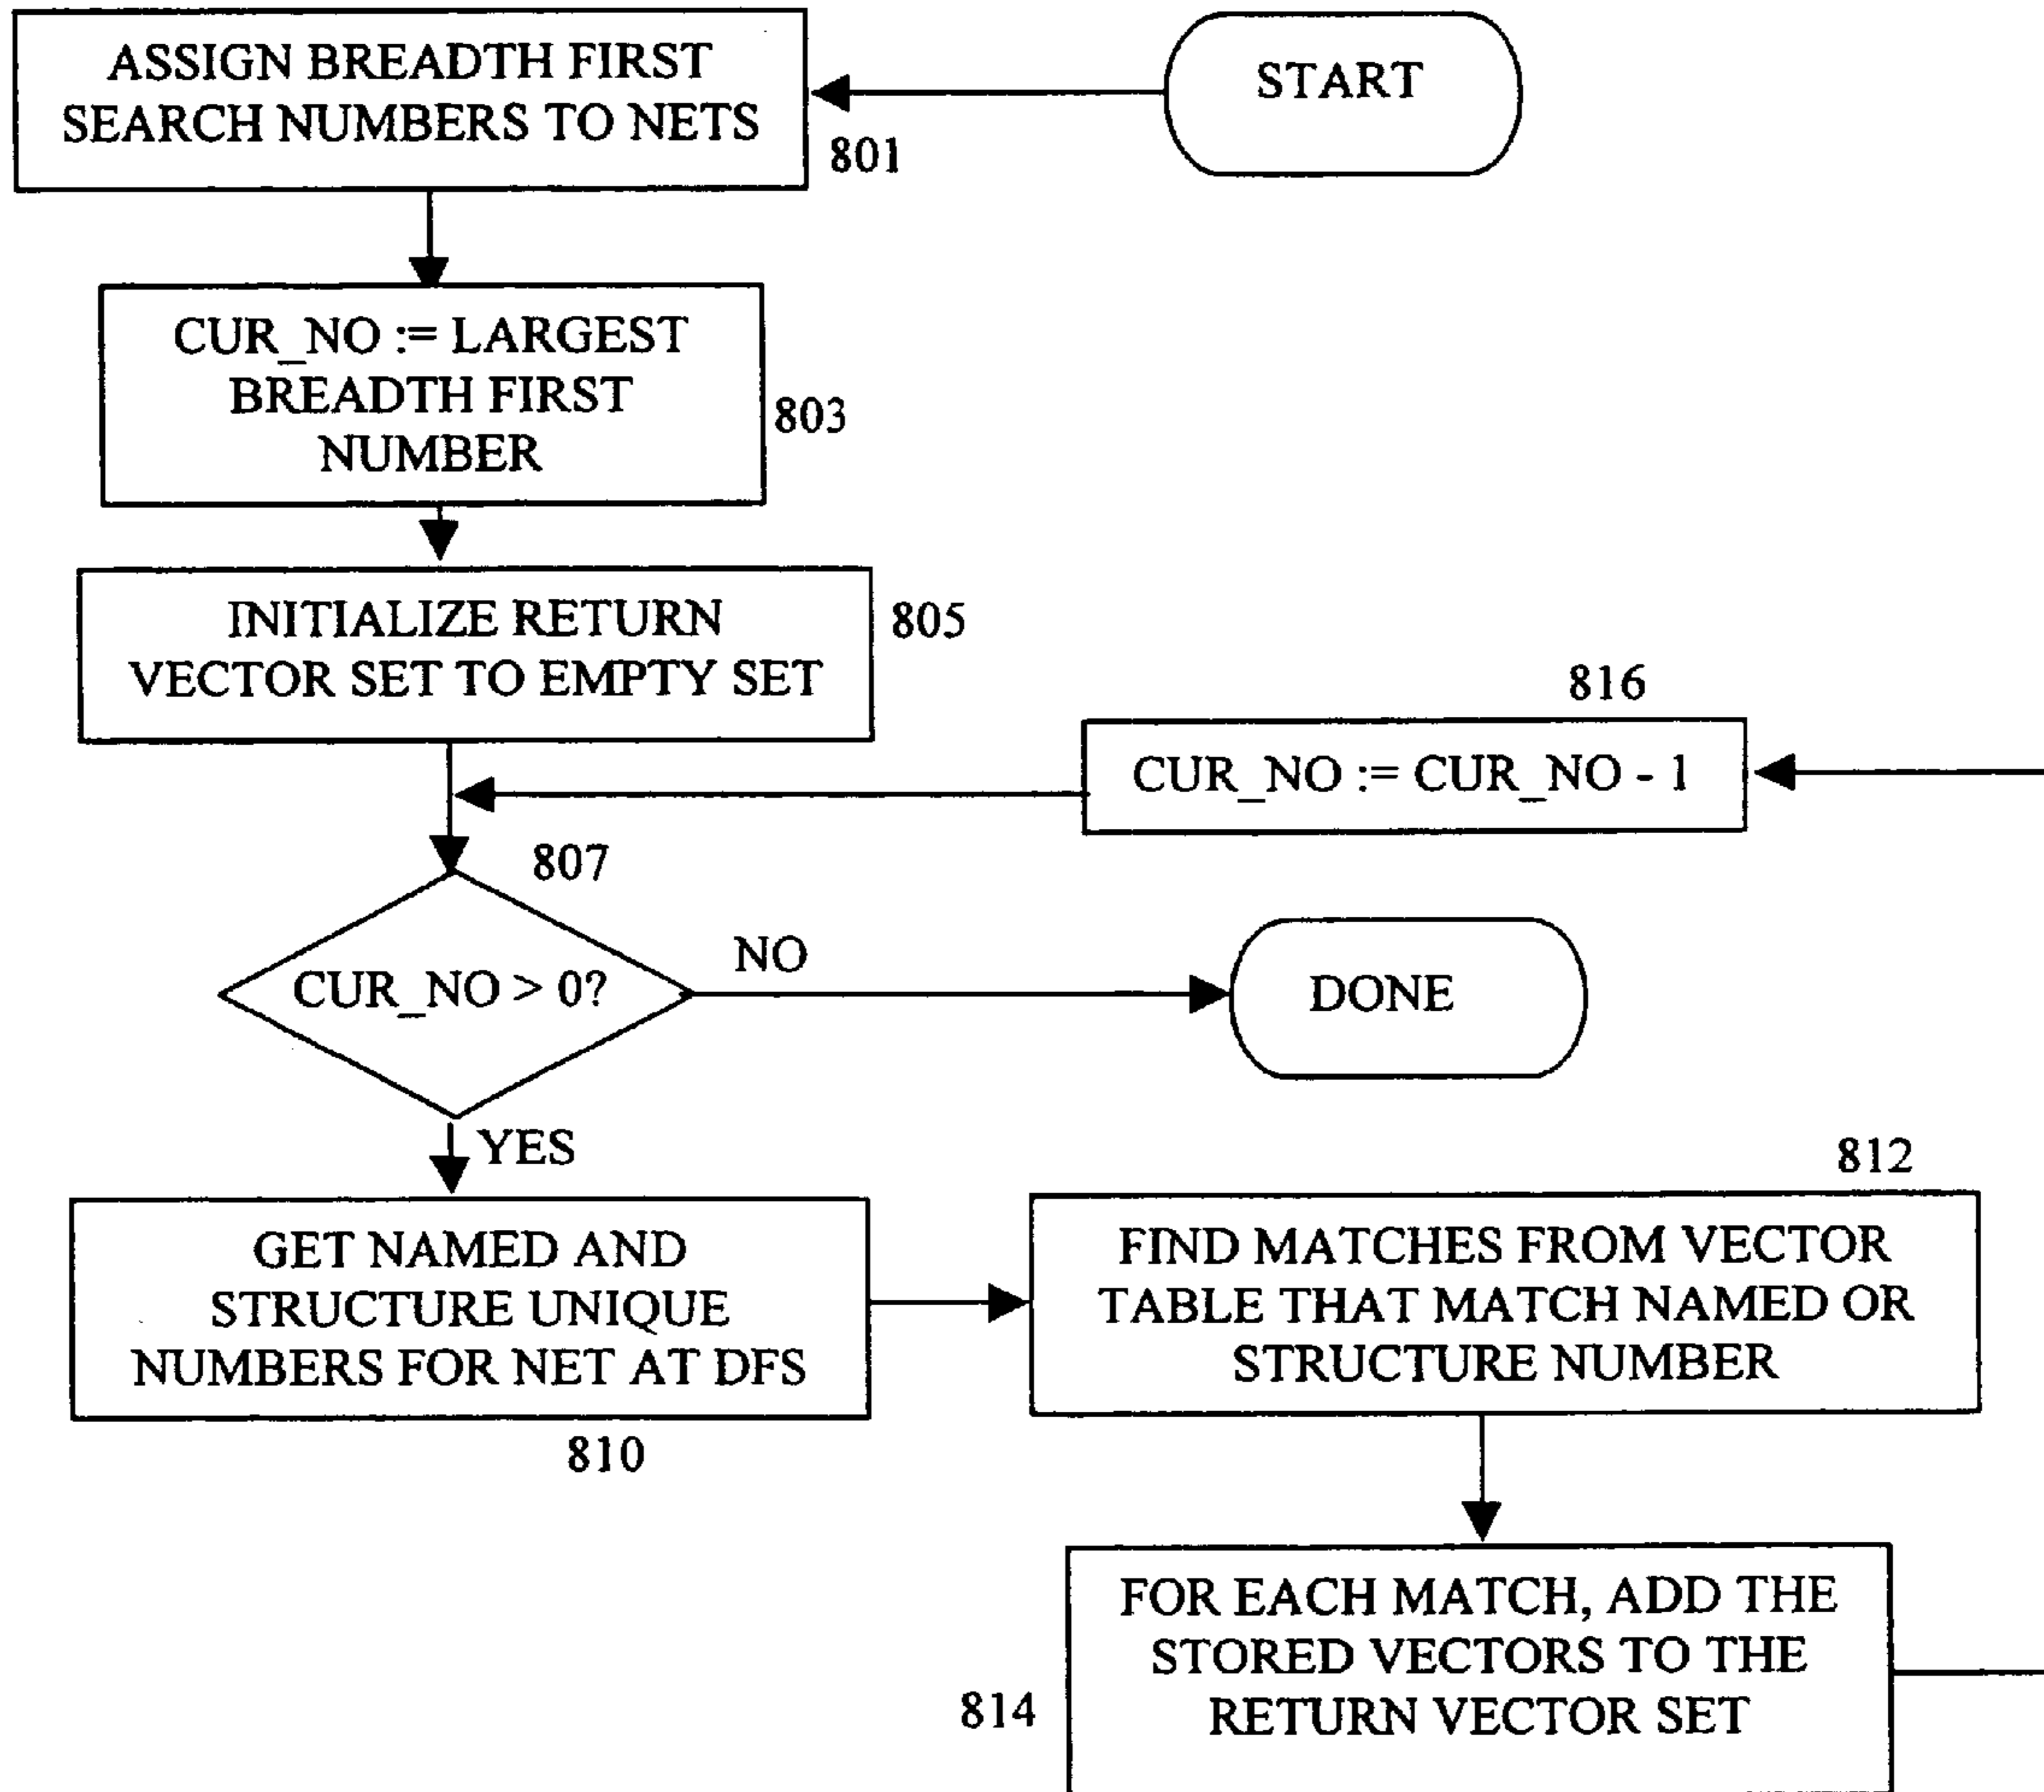 START
ASSIGN BREADTH FIRST
SEARCH NUMBERS TO NETS
801
CUR_NO := LARGEST
BREADTH FIRST
NUMBER
803
INITIALIZE RETURN
VECTOR SET TO EMPTY SET
805
816
CUR_NO := CUR_NO - 1
807
CUR_NO > 0?
NO
DONE
YES
GET NAMED AND
STRUCTURE UNIQUE
NUMBERS FOR NET AT DFS
810
812
FIND MATCHES FROM VECTOR
TABLE THAT MATCH NAMED OR
STRUCTURE NUMBER
FOR EACH MATCH, ADD THE
STORED VECTORS TO THE
RETURN VECTOR SET
814